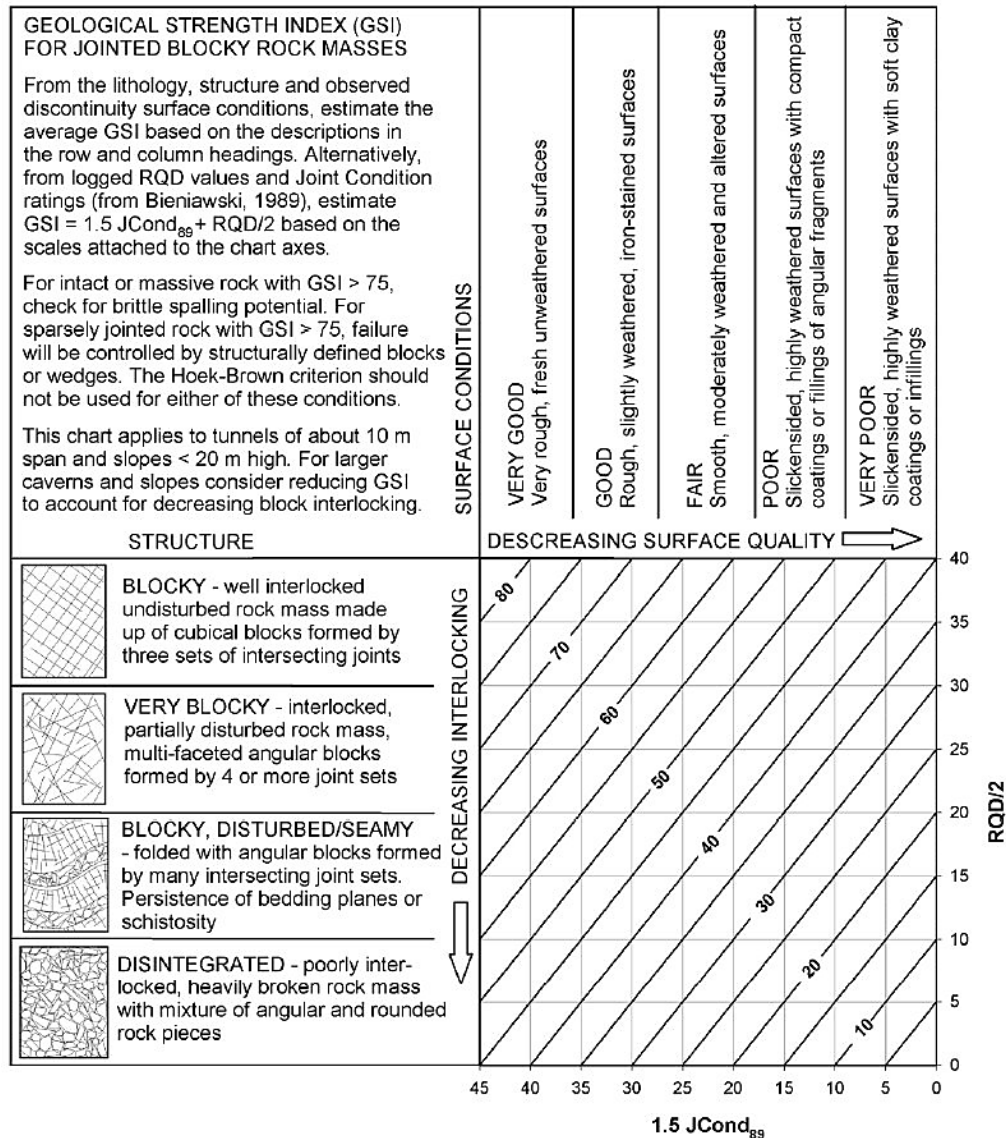 GEOLOGICAL STRENGTH INDEX (GSI)
FOR JOINTED BLOCKY ROCK MASSES
From the lithology, structure and observed
discontinuity surface conditions, estimate the
average GSI based on the descriptions in
the row and column headings. Alternatively,
from logged RQD values and Joint Condition
ratings (from Bieniawski, 1989), estimate
GSI = 1.5 JCond₈₉ + RQD/2 based on the
scales attached to the chart axes.
For intact or massive rock with GSI > 75,
check for brittle spalling potential. For
sparsely jointed rock with GSI > 75, failure
will be controlled by structurally defined blocks
or wedges. The Hoek-Brown criterion should
not be used for either of these conditions.
This chart applies to tunnels of about 10 m
span and slopes < 20 m high. For larger
caverns and slopes consider reducing GSI
to account for decreasing block interlocking.
SURFACE CONDITIONS
VERY GOOD
Very rough, fresh unweathered surfaces
GOOD
Rough, slightly weathered, iron-stained surfaces
FAIR
Smooth, moderately weathered and altered surfaces
POOR
Slickensided, highly weathered surfaces with compact
coatings or fillings of angular fragments
VERY POOR
Slickensided, highly weathered surfaces with soft clay
coatings or infillings
STRUCTURE
DESCREASING SURFACE QUALITY
BLOCKY - well interlocked
undisturbed rock mass made
up of cubical blocks formed by
three sets of intersecting joints
VERY BLOCKY - interlocked,
partially disturbed rock mass,
multi-faceted angular blocks
formed by 4 or more joint sets
BLOCKY, DISTURBED/SEAMY
- folded with angular blocks formed
by many intersecting joint sets.
Persistence of bedding planes or
schistosity
DISINTEGRATED - poorly inter-
locked, heavily broken rock mass
with mixture of angular and rounded
rock pieces
DECREASING INTERLOCKING
80
70
60
50
40
30
20
10
40
35
30
25
20
15
10
5
0
RQD/2
45 40 35 30 25 20 15 10 5 0
1.5 JCond₈₉